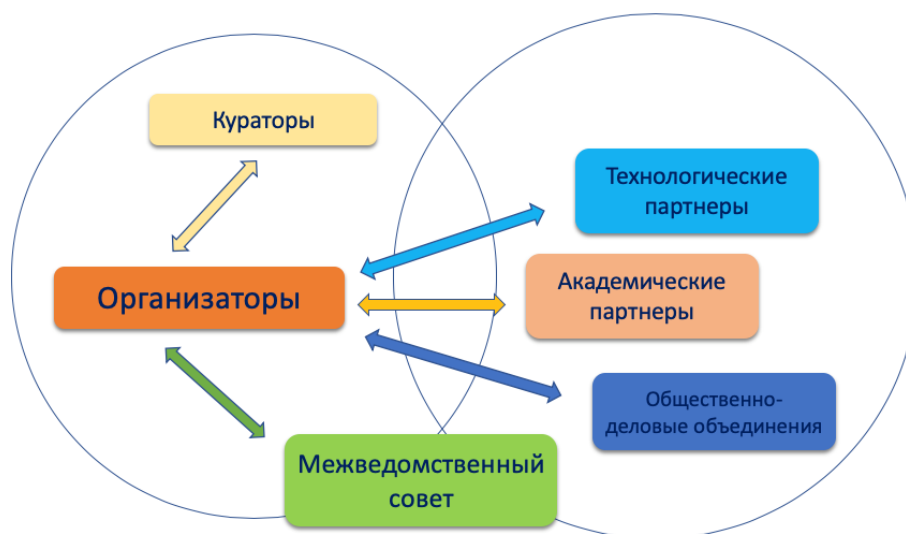 Кураторы
Технологические
партнеры
Организаторы
Академические
партнеры
Общественно-
деловые объединения
Межведомственный
совет